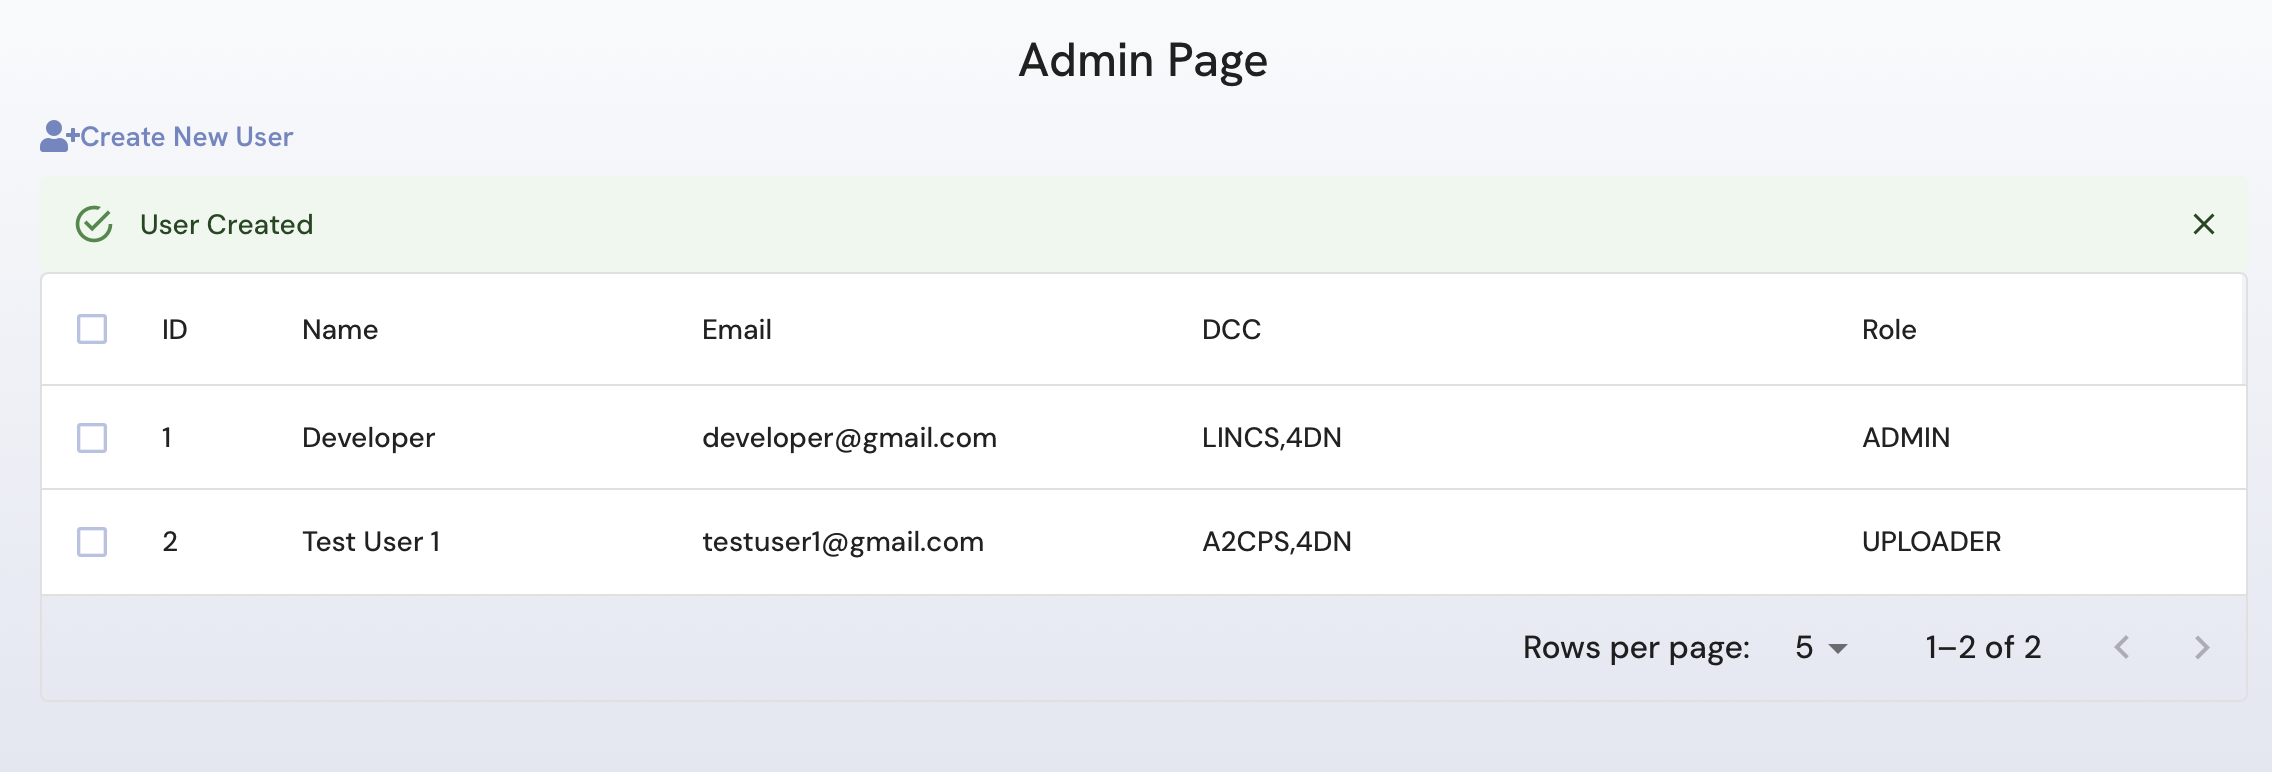 Admin Page
Create New User
User Created
ID Name Email DCC Role
1 Developer developer@gmail.com LINCS,4DN ADMIN
2 Test User 1 testuser1@gmail.com A2CPS,4DN UPLOADER
Rows per page: 5 1–2 of 2